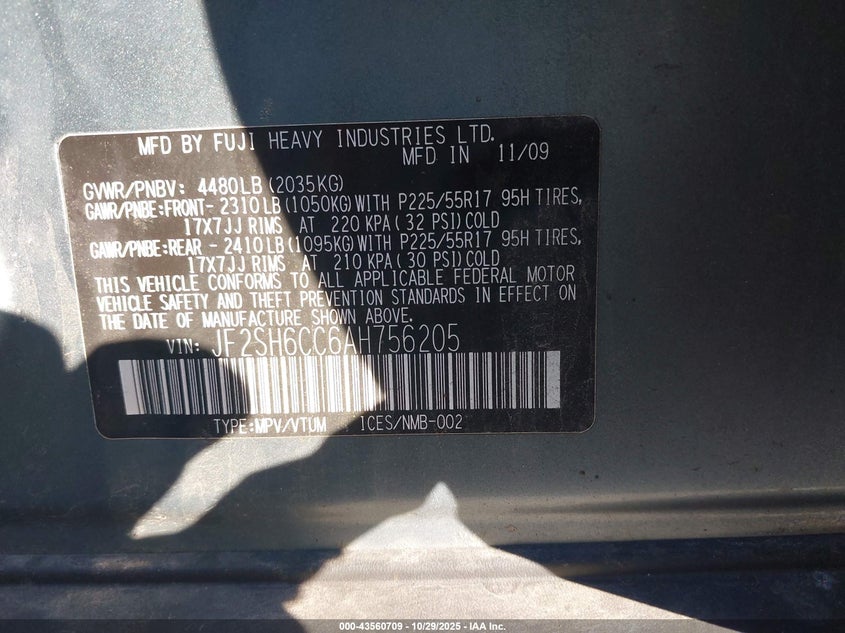 MFD BY FUJI HEAVY INDUSTRIES LTD.
MFD IN 11/09
GVWR/PNBV: 4480LB(2035KG)
GAWR/PNBE:FRONT- 2310LB(1050KG)WITH P225/55R17 95H TIRES,
17X7JJ RIMS AT 220 KPA(32 PSI)COLD
GAWR/PNBE:REAR - 2410LB(1095KG)WITH P225/55R17 95H TIRES,
17X7JJ RIMS AT 210 KPA(30 PSI)COLD
THIS VEHICLE CONFORMS TO ALL APPLICABLE FEDERAL MOTOR
VEHICLE SAFETY AND THEFT PREVENTION STANDARDS IN EFFECT ON
THE DATE OF MANUFACTURE SHOWN ABOVE.
VIN: JF2SH6CC6AH756205
TYPE:MPV/VTUM ICES/NMB-002
000-43560709 - 10/29/2025 - IAA Inc.